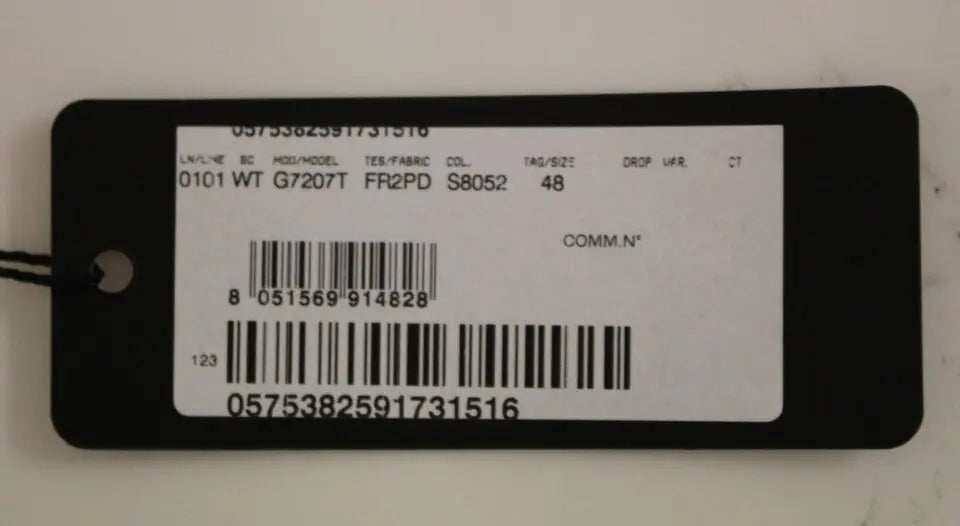 0575382591731516
LN/LINE SC MOD/MODEL TES/FABRIC COL. TAG/SIZE DROP VAR. CT
0101 WT G7207T FR2PD S8052 48
COMM.N°
8 051569 914828
123
0575382591731516